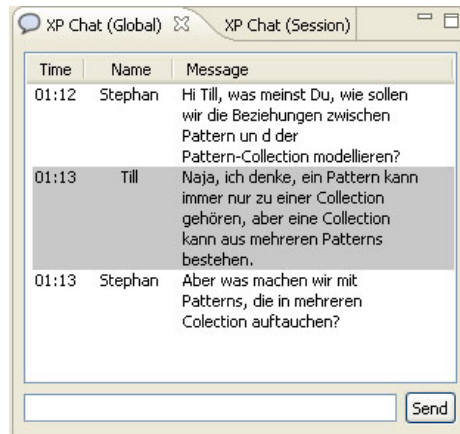 XP Chat (Global) XP Chat (Session)
Time Name Message
01:12 Stephan Hi Till, was meinst Du, wie sollen
wir die Beziehungen zwischen
Pattern un d der
Pattern-Collection modellieren?
01:13 Till Naja, ich denke, ein Pattern kann
immer nur zu einer Collection
gehören, aber eine Collection
kann aus mehreren Patterns
bestehen.
01:13 Stephan Aber was machen wir mit
Patterns, die in mehreren
Colection auftauchen?
Send